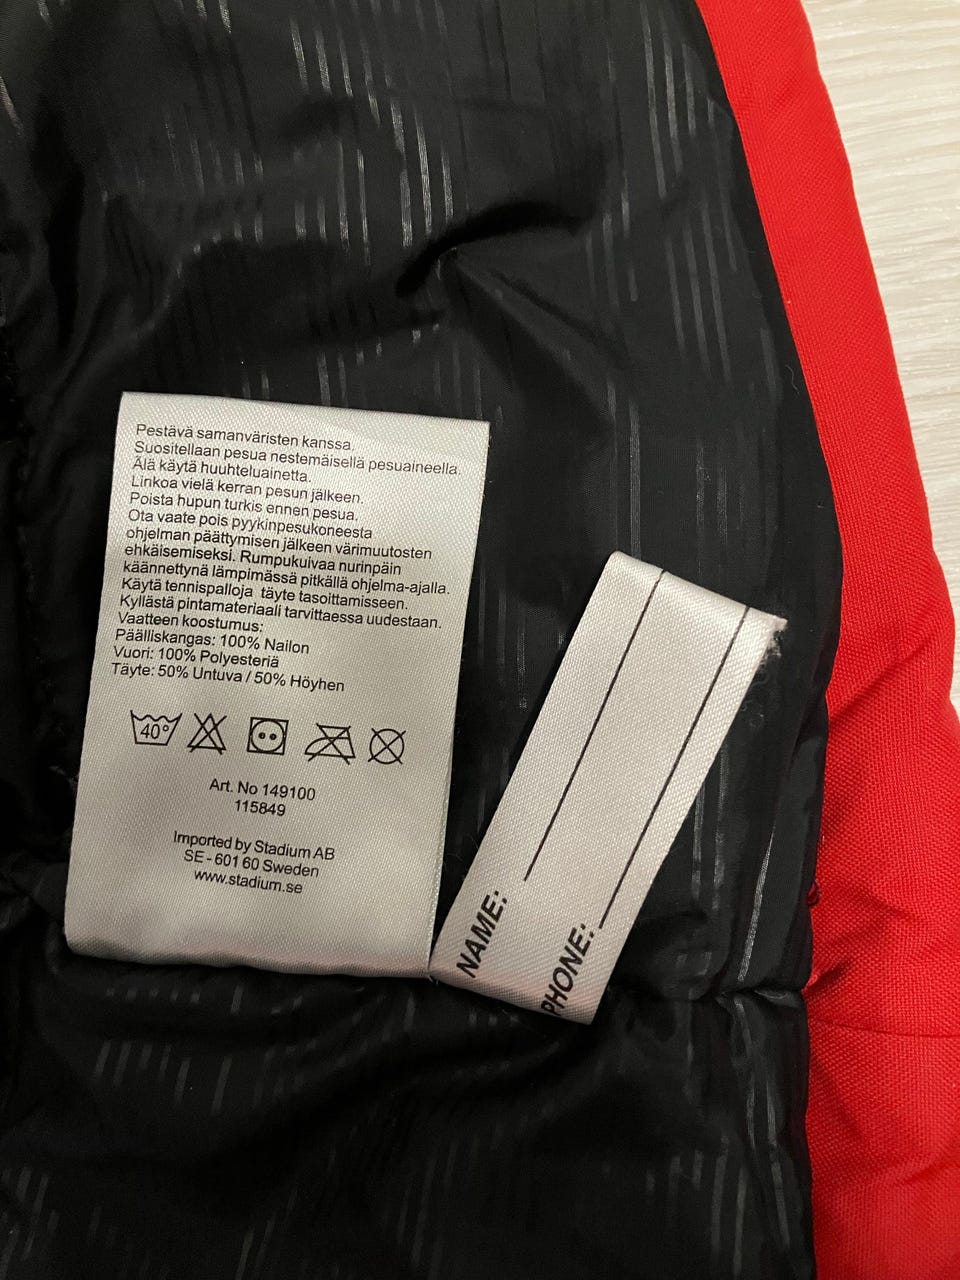 Pestävä samanväristen kanssa.
Suositellaan pesua nestemäisellä pesuaineella.
Älä käytä huuhteluainetta.
Linkoa vielä kerran pesun jälkeen.
Poista hupun turkis ennen pesua.
Ota vaate pois pyykinpesukoneesta
ohjelman päättymisen jälkeen värimuutosten
ehkäisemiseksi. Rumpukuivaa nurinpäin
käännettynä lämpimässä pitkällä ohjelma-ajalla.
Käytä tennispalloja täyte tasoittamisseen.
Kyllästä pintamateriaali tarvittaessa uudestaan.
Vaatteen koostumus:
Päälliskangas: 100% Nailon
Vuori: 100% Polyesteriä
Täyte: 50% Untuva / 50% Höyhen
40°
Art. No 149100
115849
Imported by Stadium AB
SE - 601 60 Sweden
www.stadium.se
NAME:
PHONE: